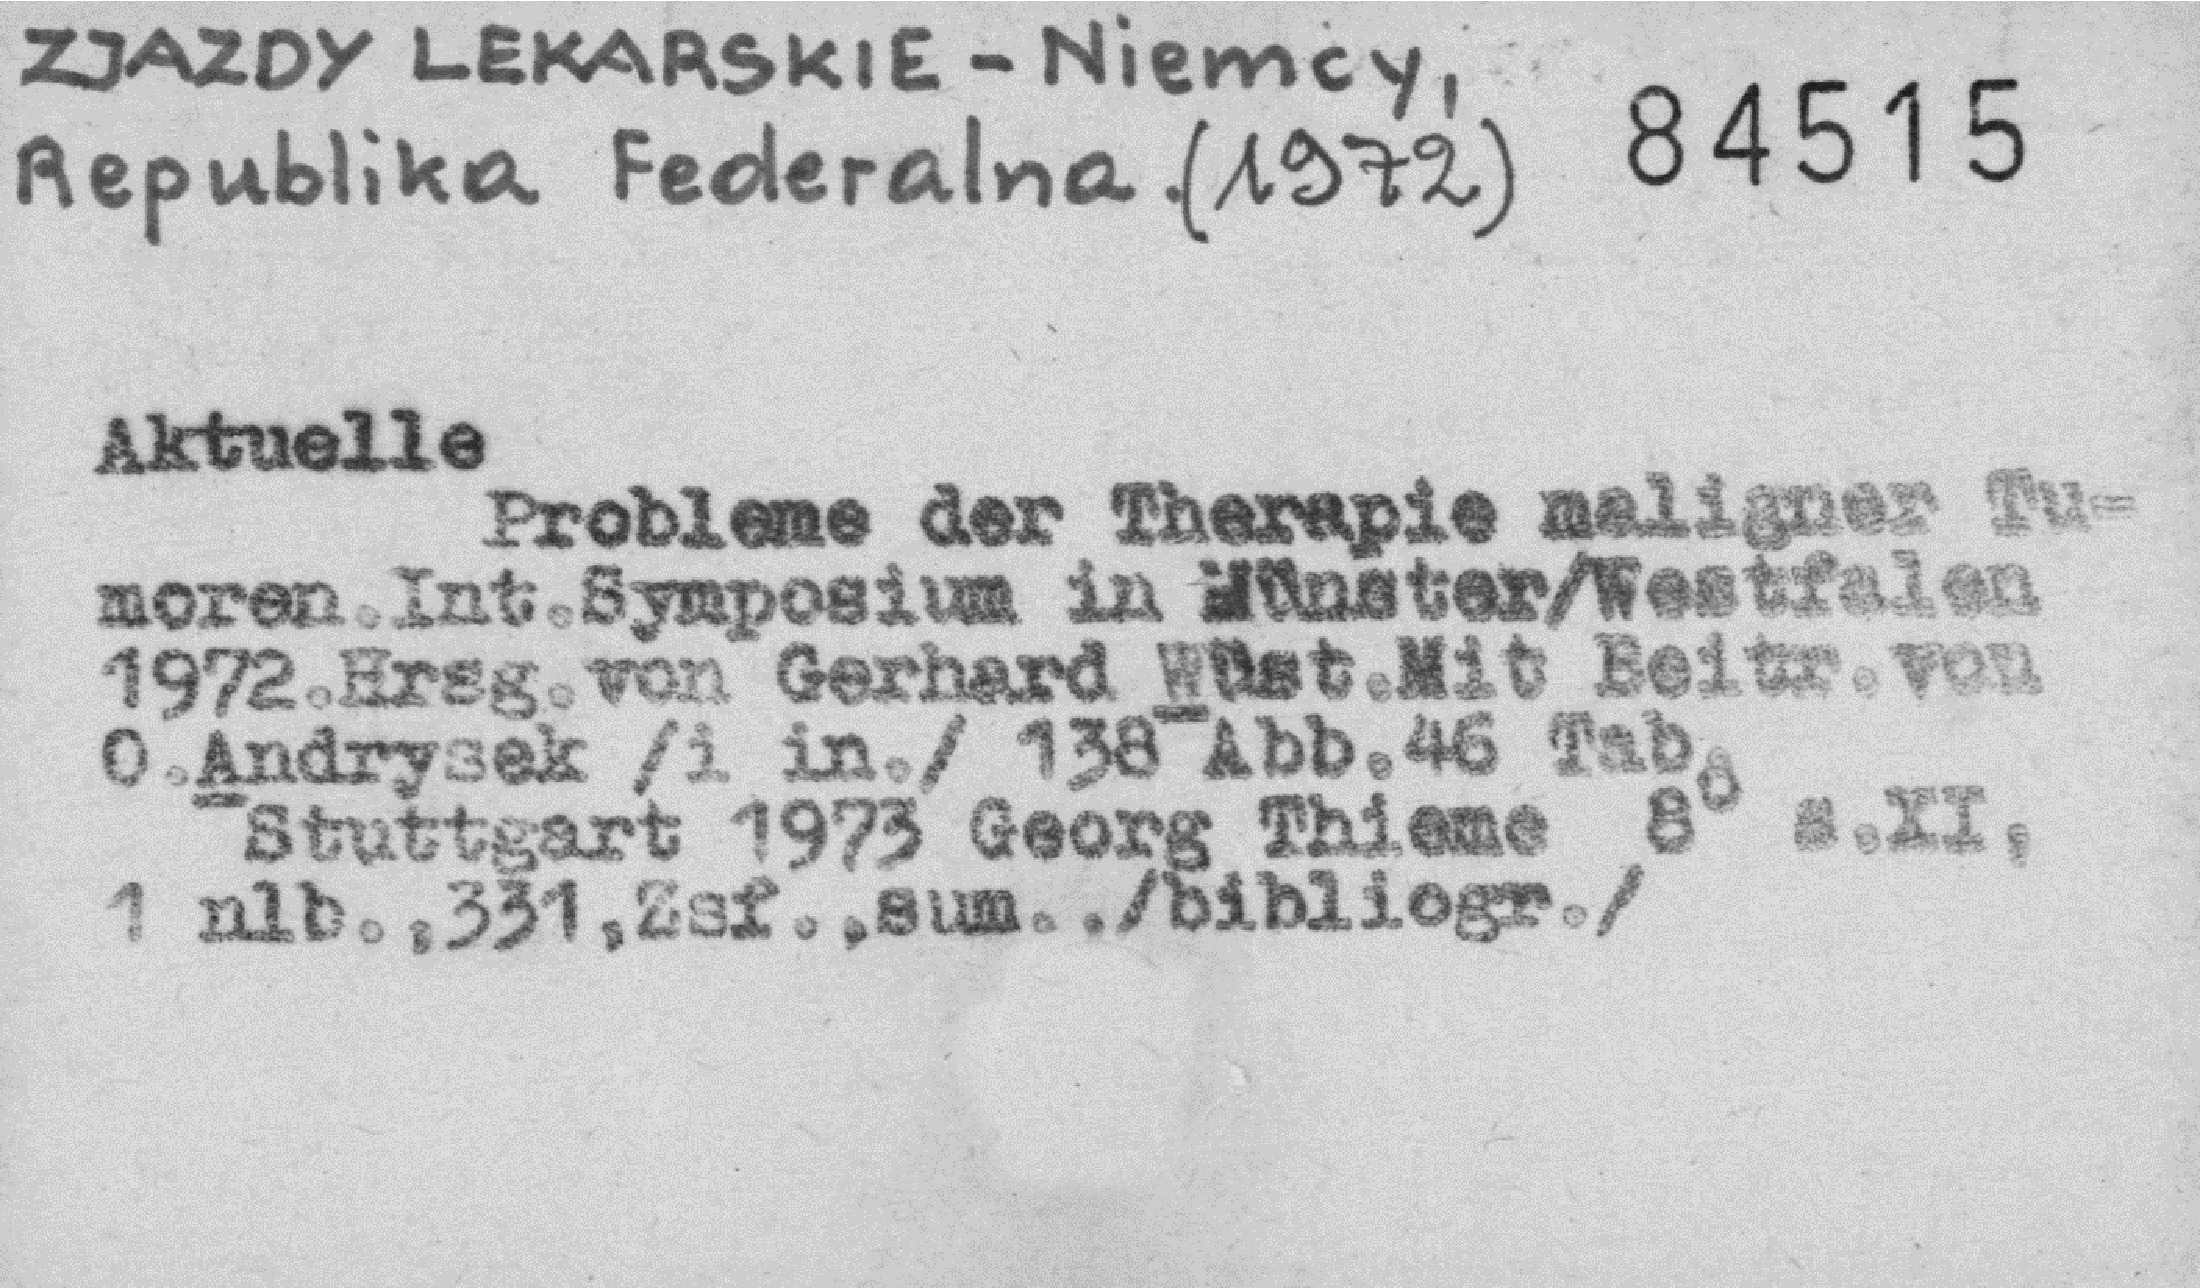 ZJAZDY LEKARSKIE - Niemcy,
Republika Federalna.(1972) 84515
Aktuelle
Probleme der Therapie maligner Tu=
moren.Int.Symposium in Münster/Westfalen
1972.Hrsg.von Gerhard Wüst.Mit Beitr.von
O.Andrysek /i in./ 138 Abb.46 Tab.
Stuttgart 1973 Georg Thieme 8° s.XI,
1 nlb.,331,Zsf.,sum../bibliogr./